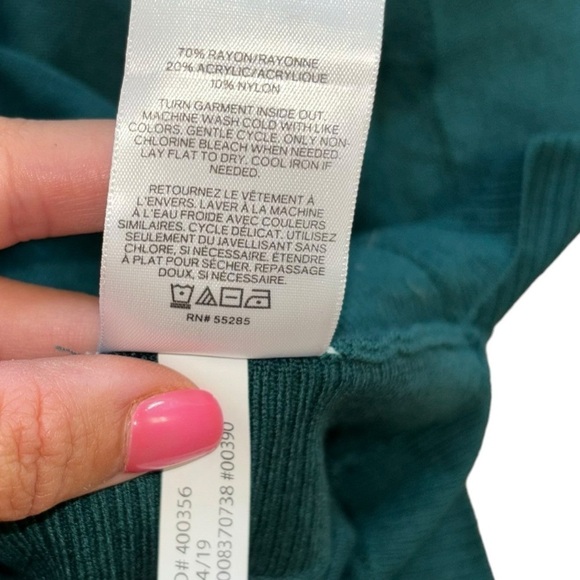 70% RAYON/RAYONNE
20% ACRYLIC/ACRYLIQUE
10% NYLON
TURN GARMENT INSIDE OUT.
MACHINE WASH COLD WITH LIKE
COLORS. GENTLE CYCLE. ONLY NON-
CHLORINE BLEACH WHEN NEEDED.
LAY FLAT TO DRY. COOL IRON IF
NEEDED.
RETOURNEZ LE VÊTEMENT À
L'ENVERS. LAVER À LA MACHINE
À L'EAU FROIDE AVEC COULEURS
SIMILAIRES. CYCLE DÉLICAT. UTILISEZ
SEULEMENT DU JAVELLISANT SANS
CHLORE, SI NÉCESSAIRE. ÉTENDRE
À PLAT POUR SÉCHER. REPASSAGE
DOUX, SI NÉCESSAIRE.
RN# 55285
D# 400356
4/19
008370738 #00390